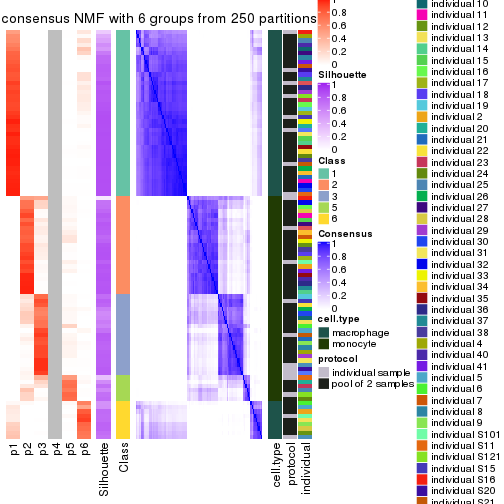 consensus NMF with 6 groups from 250 partitions
0.8
0.6
0.4
0.2
0
Silhouette
1
0.8
0.6
0.4
0.2
0
Class
1
2
3
5
6
Consensus
1
0.8
0.6
0.4
0.2
0
cell.type
macrophage
monocyte
protocol
individual sample
pool of 2 samples
p1
p2
p3
p4
p5
p6
Silhouette
Class
cell.type
protocol
individual
individual 10
individual 11
individual 12
individual 13
individual 14
individual 15
individual 16
individual 17
individual 18
individual 19
individual 2
individual 20
individual 21
individual 22
individual 23
individual 24
individual 25
individual 26
individual 27
individual 28
individual 29
individual 30
individual 31
individual 32
individual 33
individual 34
individual 35
individual 36
individual 37
individual 38
individual 4
individual 40
individual 41
individual 5
individual 6
individual 7
individual 8
individual 9
individual S101
individual S11
individual S121
individual S15
individual S16
individual S20
individual S21